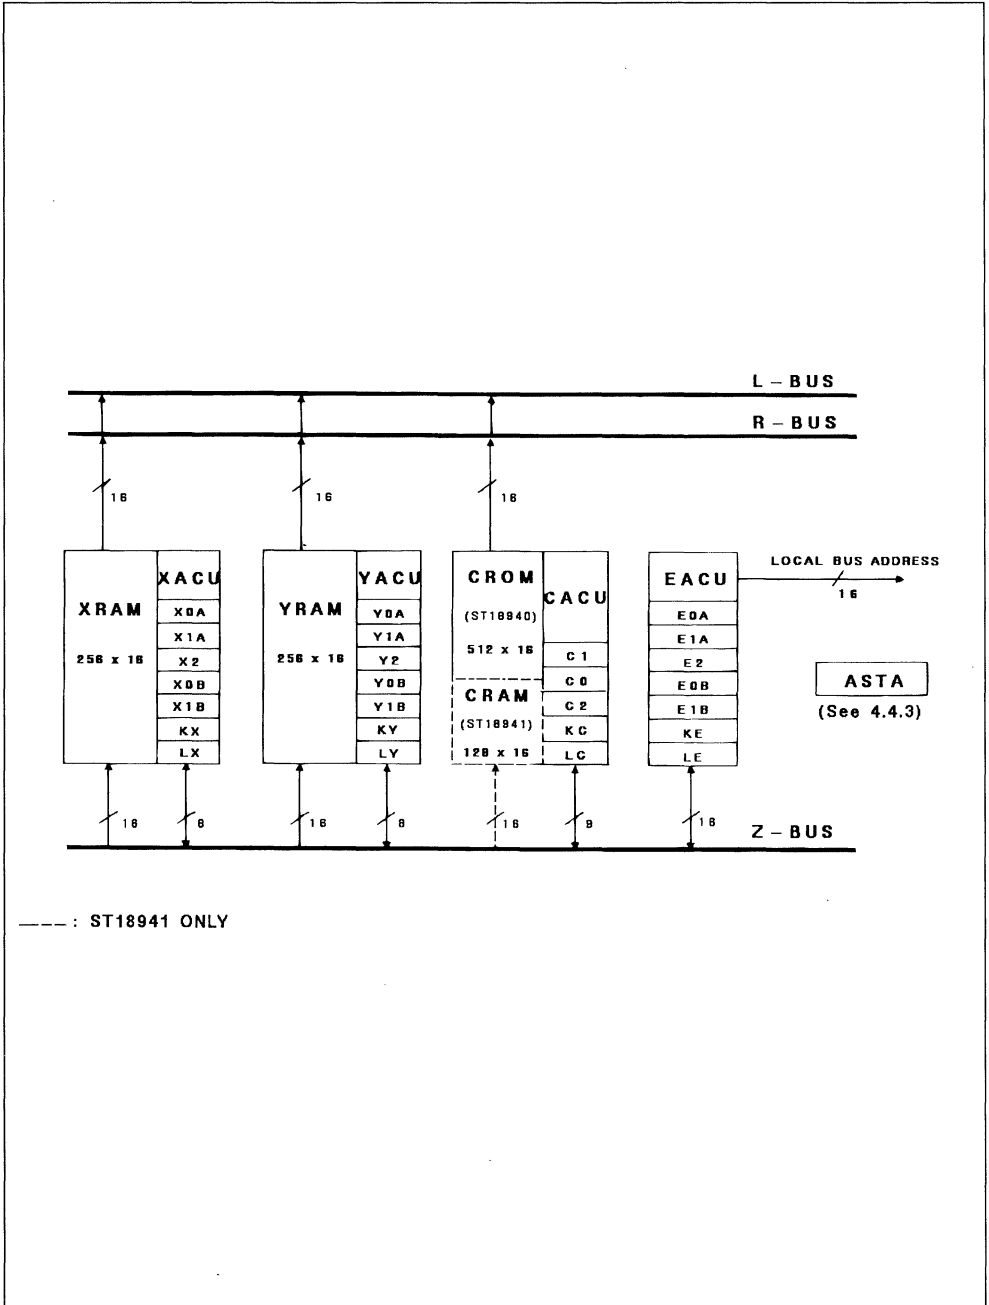 L – BUS
R – BUS
16
16
16
LOCAL BUS ADDRESS
16
XRAM
256 x 16
XACU
X0A
X1A
X2
X0B
X1B
KX
LX
YRAM
256 x 16
YACU
Y0A
Y1A
Y2
Y0B
Y1B
KY
LY
CROM
(ST18940)
512 x 16
CRAM
(ST18941)
128 x 16
CACU
C1
C0
C2
KC
LC
EACU
E0A
E1A
E2
E0B
E1B
KE
LE
ASTA
(See 4.4.3)
16
8
16
8
16
9
16
Z – BUS
---- : ST18941 ONLY